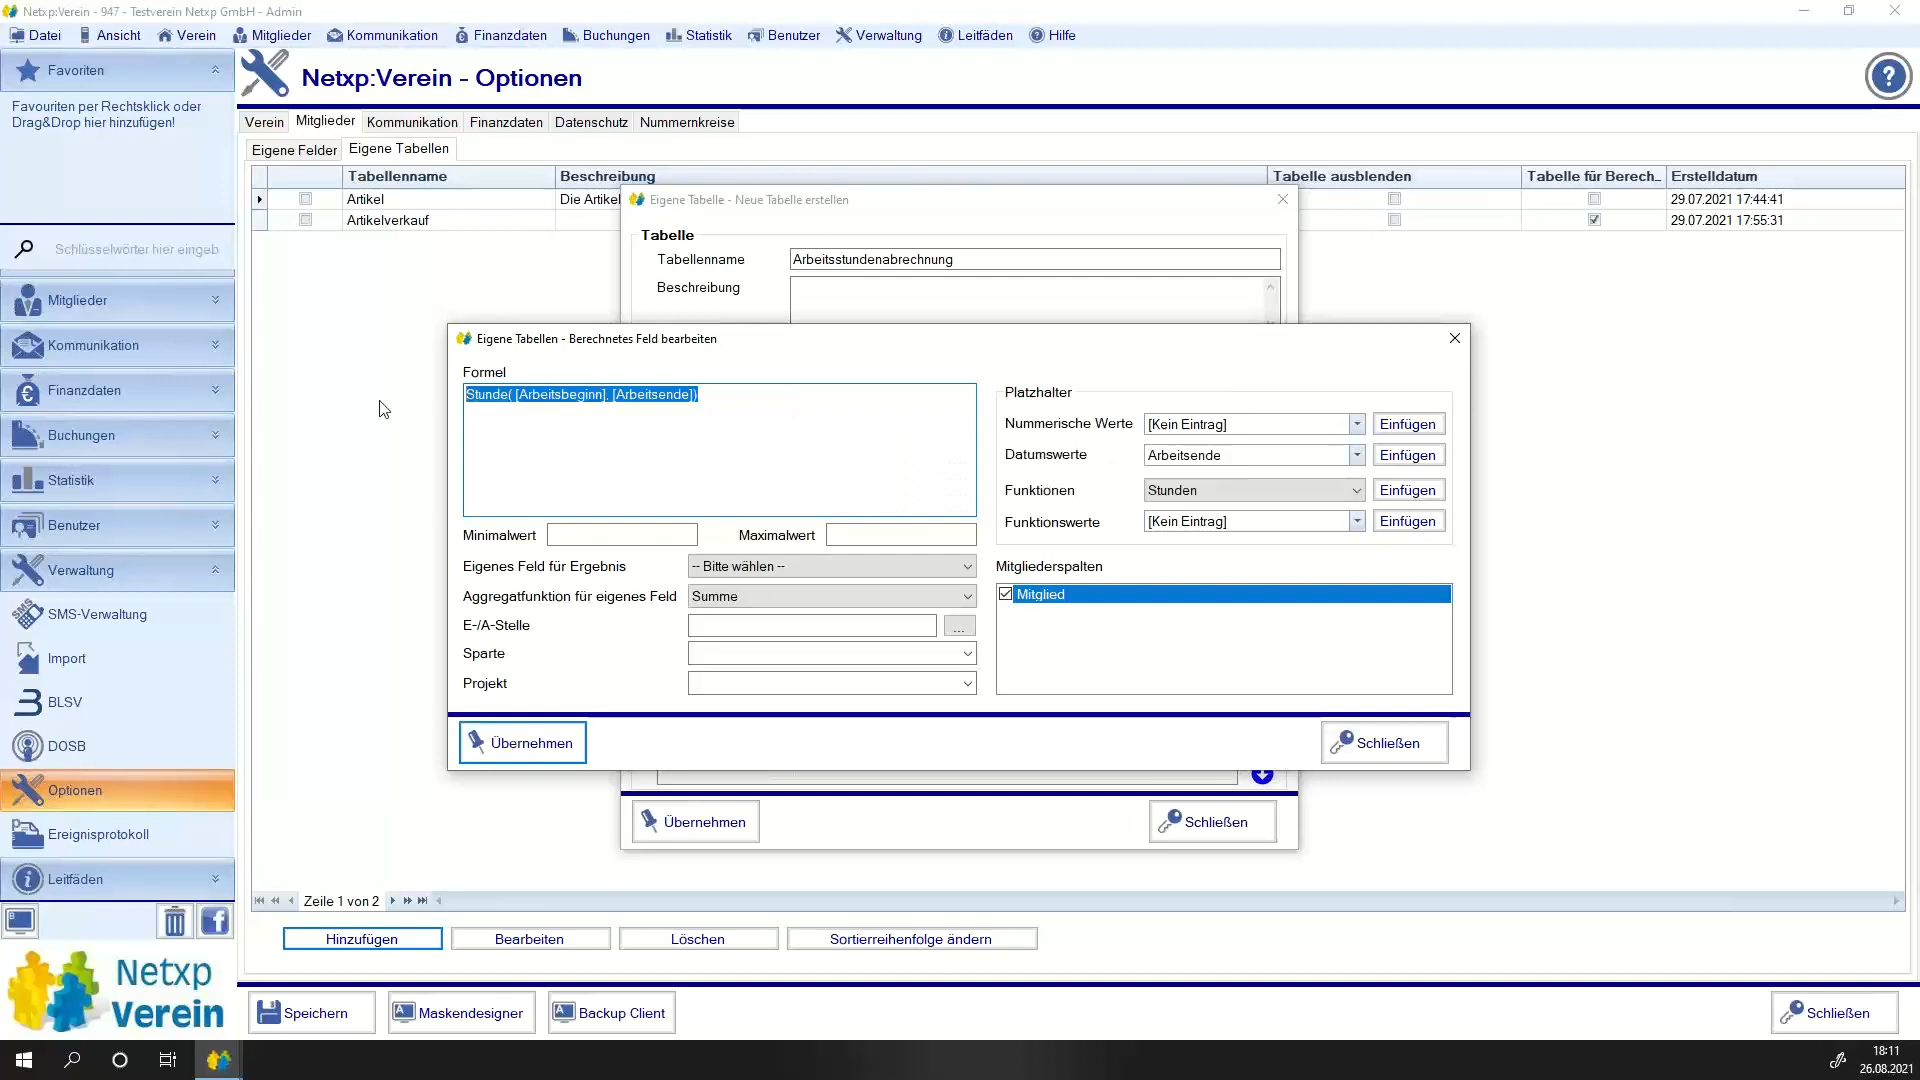 Netxp:Verein - 947 - Testverein Netxp GmbH - Admin
Datei Ansicht Verein Mitglieder Kommunikation Finanzdaten Buchungen Statistik Benutzer Verwaltung Leitfäden Hilfe
Favoriten
Favouriten per Rechtsklick oder
Drag&Drop hier hinzufügen!
Schlüsselwörter hier eingeb
Mitglieder
Kommunikation
Finanzdaten
Buchungen
Statistik
Benutzer
Verwaltung
SMS-Verwaltung
Import
BLSV
DOSB
Optionen
Ereignisprotokoll
Leitfäden
Netxp
Verein
Netxp:Verein - Optionen
Verein Mitglieder Kommunikation Finanzdaten Datenschutz Nummernkreise
Eigene Felder Eigene Tabellen
Tabellenname Beschreibung Tabelle ausblenden Tabelle für Berech... Erstelldatum
Artikel Die Artikel 29.07.2021 17:44:41
Artikelverkauf 29.07.2021 17:55:31
Eigene Tabelle - Neue Tabelle erstellen
Tabelle
Tabellenname Arbeitsstundenabrechnung
Beschreibung
Eigene Tabellen - Berechnetes Feld bearbeiten
Formel
Stunde( [Arbeitsbeginn], [Arbeitsende])
Minimalwert Maximalwert
Eigenes Feld für Ergebnis -- Bitte wählen --
Aggregatfunktion für eigenes Feld Summe
E-/A-Stelle ...
Sparte
Projekt
Platzhalter
Nummerische Werte [Kein Eintrag] Einfügen
Datumswerte Arbeitsende Einfügen
Funktionen Stunden Einfügen
Funktionswerte [Kein Eintrag] Einfügen
Mitgliederspalten
Mitglied
Übernehmen Schließen
Übernehmen Schließen
Zeile 1 von 2
Hinzufügen Bearbeiten Löschen Sortierreihenfolge ändern
Speichern Maskendesigner Backup Client Schließen
18:11
26.08.2021